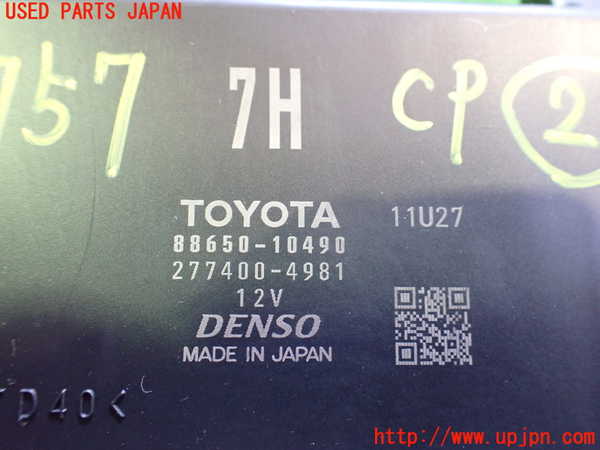 USED PARTS JAPAN
757
7H
CP 2
TOYOTA
11U27
88650-10490
277400-4981
12V
DENSO
MADE IN JAPAN
D40<
http://www.upjpn.com